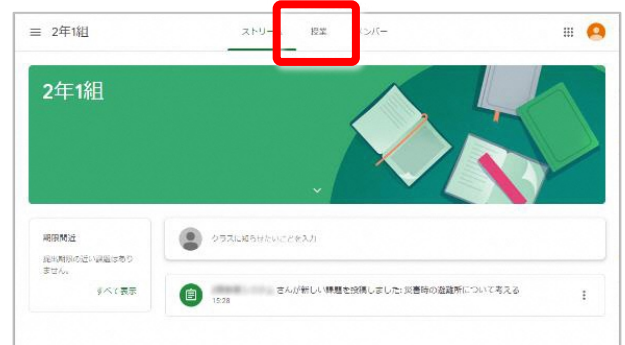 2年1組
ストリーム 授業 メンバー
2年1組
期限間近
提出期限の近い課題はありません。
すべて表示
クラスに知らせたいことを入力
さんが新しい課題を投稿しました: 災害時の避難所について考える
15:28